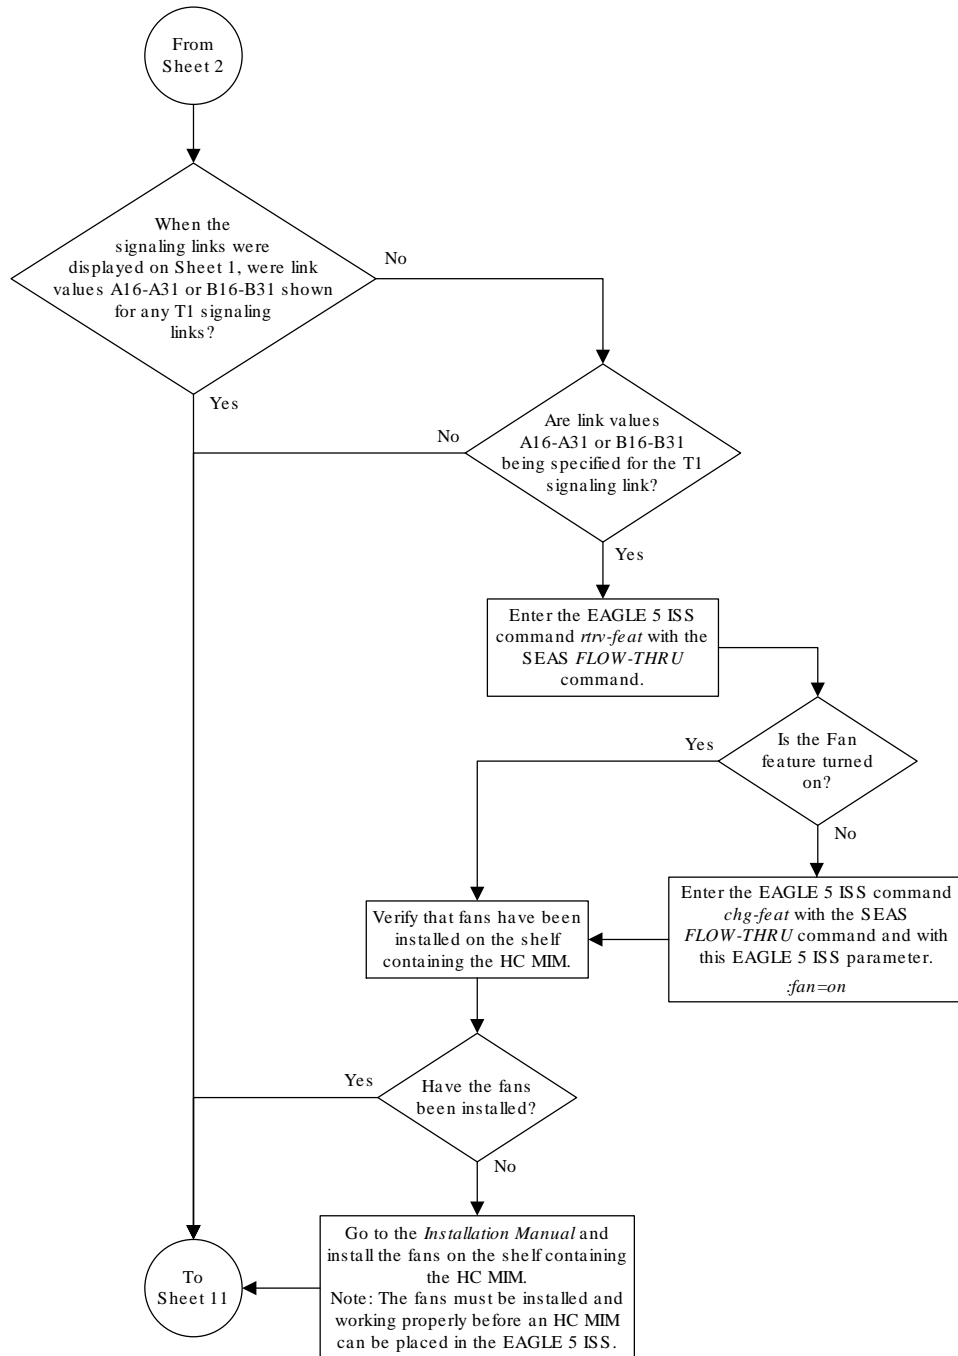 From
Sheet 2
When the
signaling links were
displayed on Sheet 1, were link
values A16-A31 or B16-B31 shown
for any T1 signaling
links?
No
Yes
Are link values
A16-A31 or B16-B31
being specified for the T1
signaling link?
No
Yes
Enter the EAGLE 5 ISS
command rtrv-feat with the
SEAS FLOW-THRU
command.
Is the Fan
feature turned
on?
Yes
No
Enter the EAGLE 5 ISS command
chg-feat with the SEAS
FLOW-THRU command and with
this EAGLE 5 ISS parameter.
:fan=on
Verify that fans have been
installed on the shelf
containing the HC MIM.
Have the fans
been installed?
Yes
No
Go to the Installation Manual and
install the fans on the shelf containing
the HC MIM.
Note: The fans must be installed and
working properly before an HC MIM
can be placed in the EAGLE 5 ISS.
To
Sheet 11